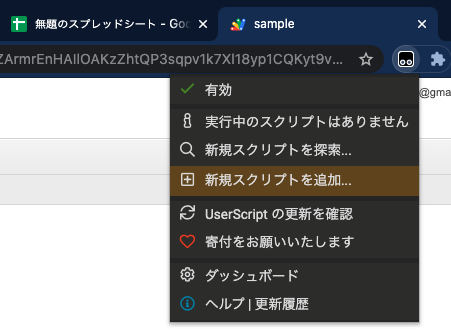 無題のスプレッドシート - Goo
sample
ZArmrEnHAIlOAKzZhtQP3sqpv1k7Xl18yp1CQKyt9v...
@gma
有効
実行中のスクリプトはありません
新規スクリプトを探索...
新規スクリプトを追加...
UserScript の更新を確認
寄付をお願いいたします
ダッシュボード
ヘルプ | 更新履歴